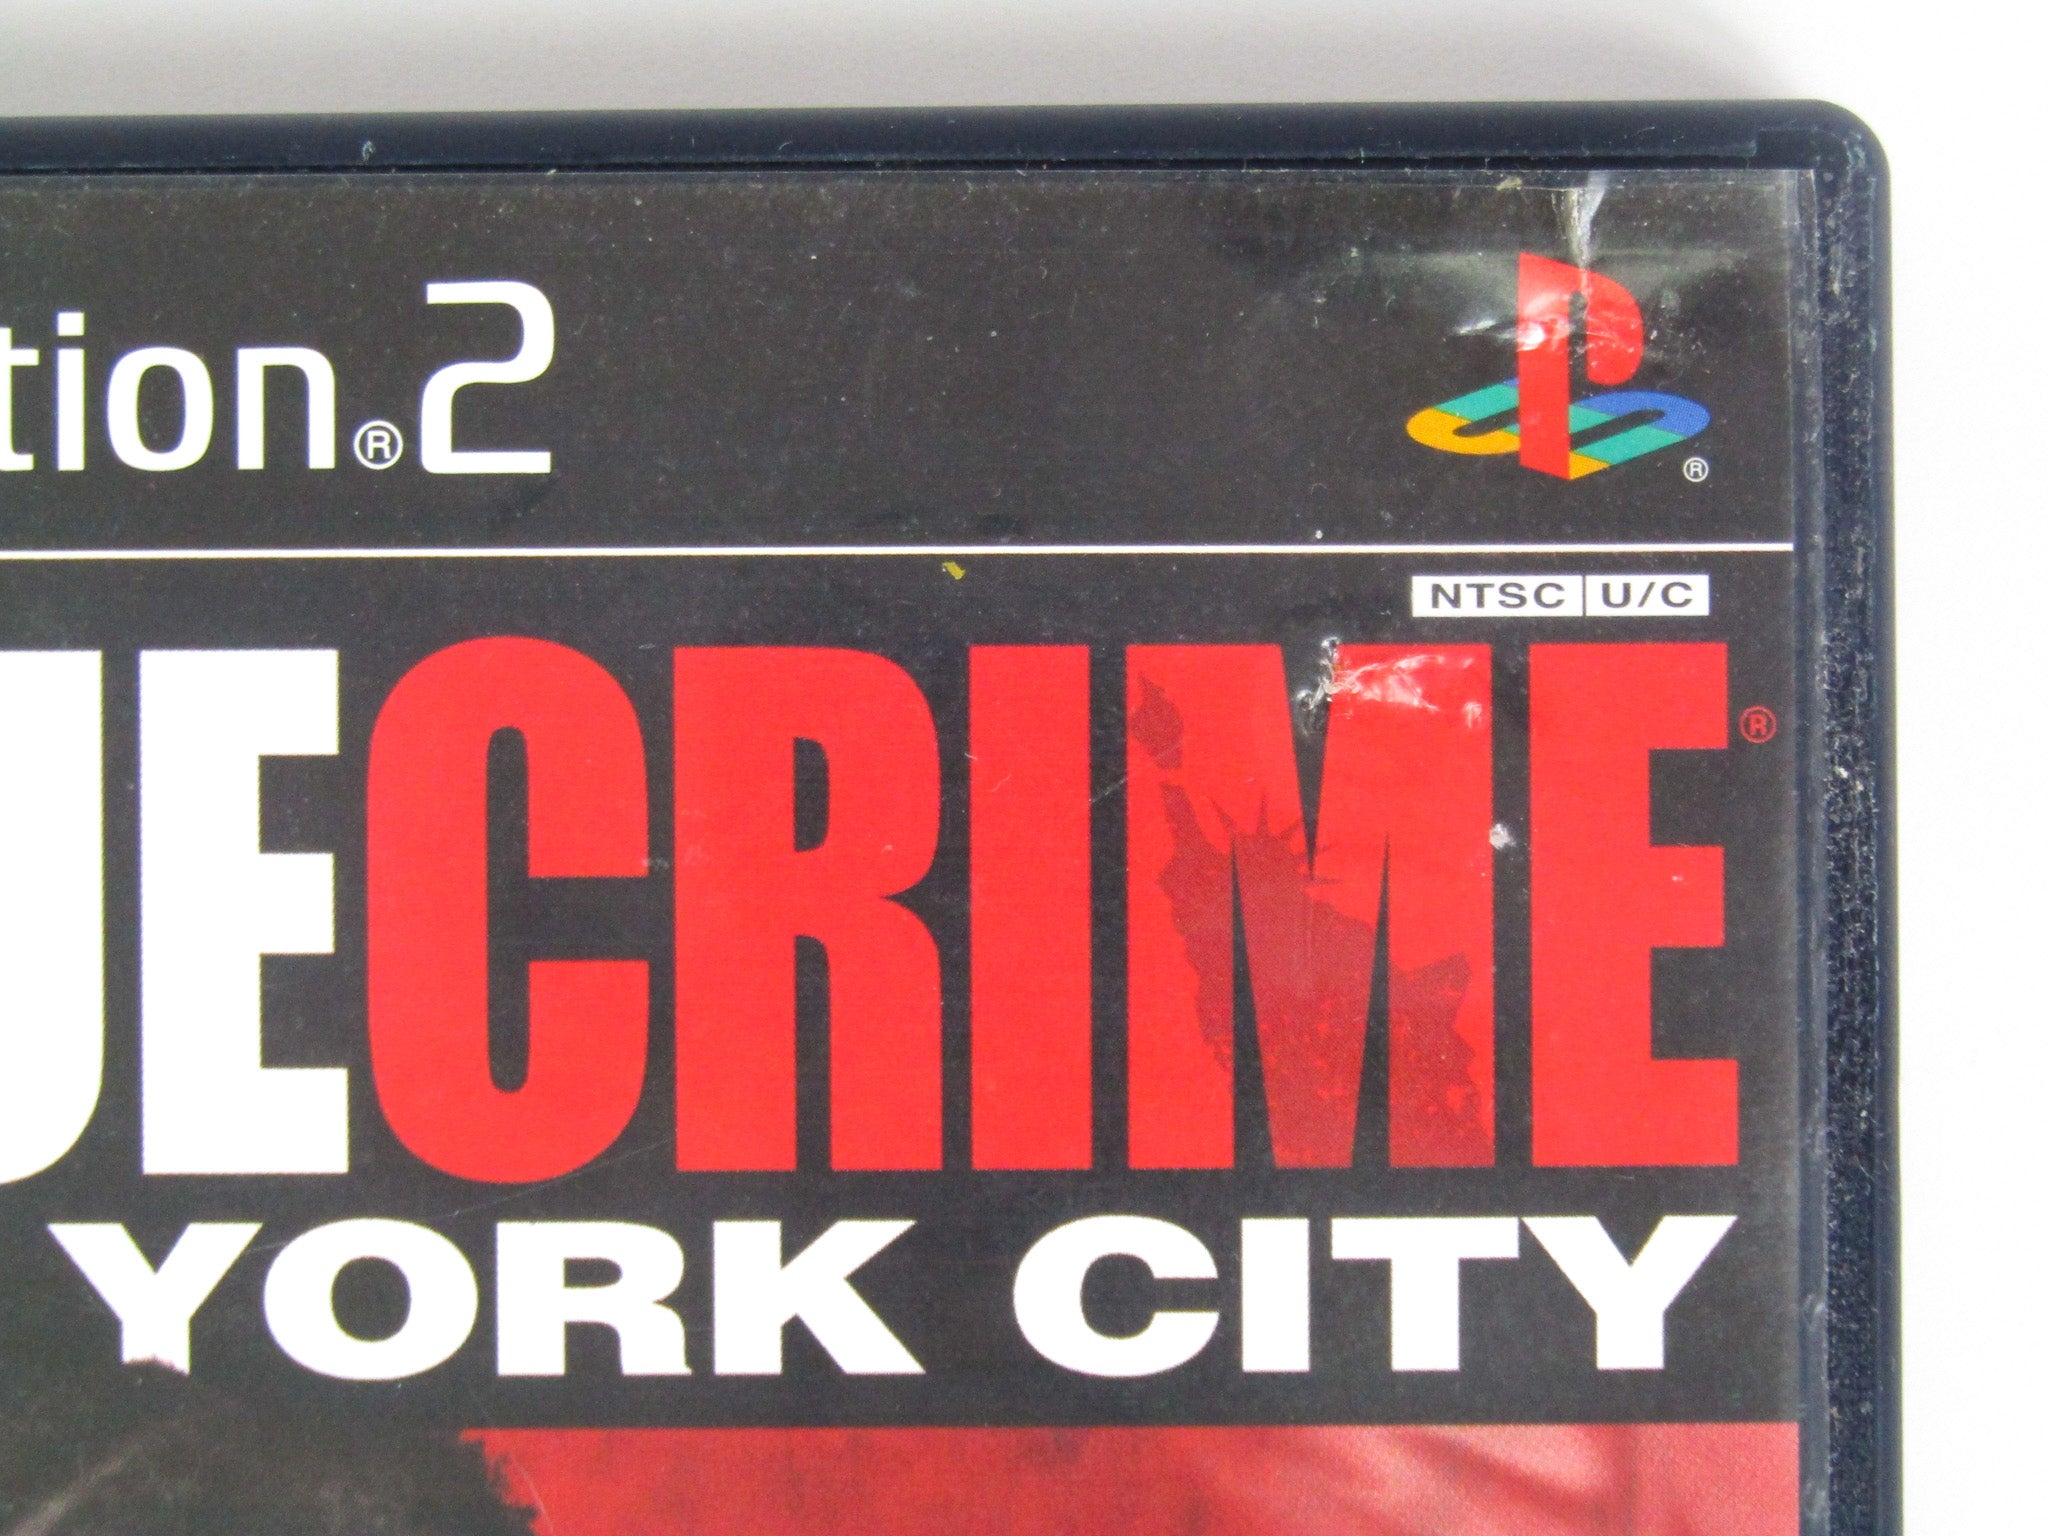 tion®2
®
NTSC U/C
UECRIME®
YORK CITY